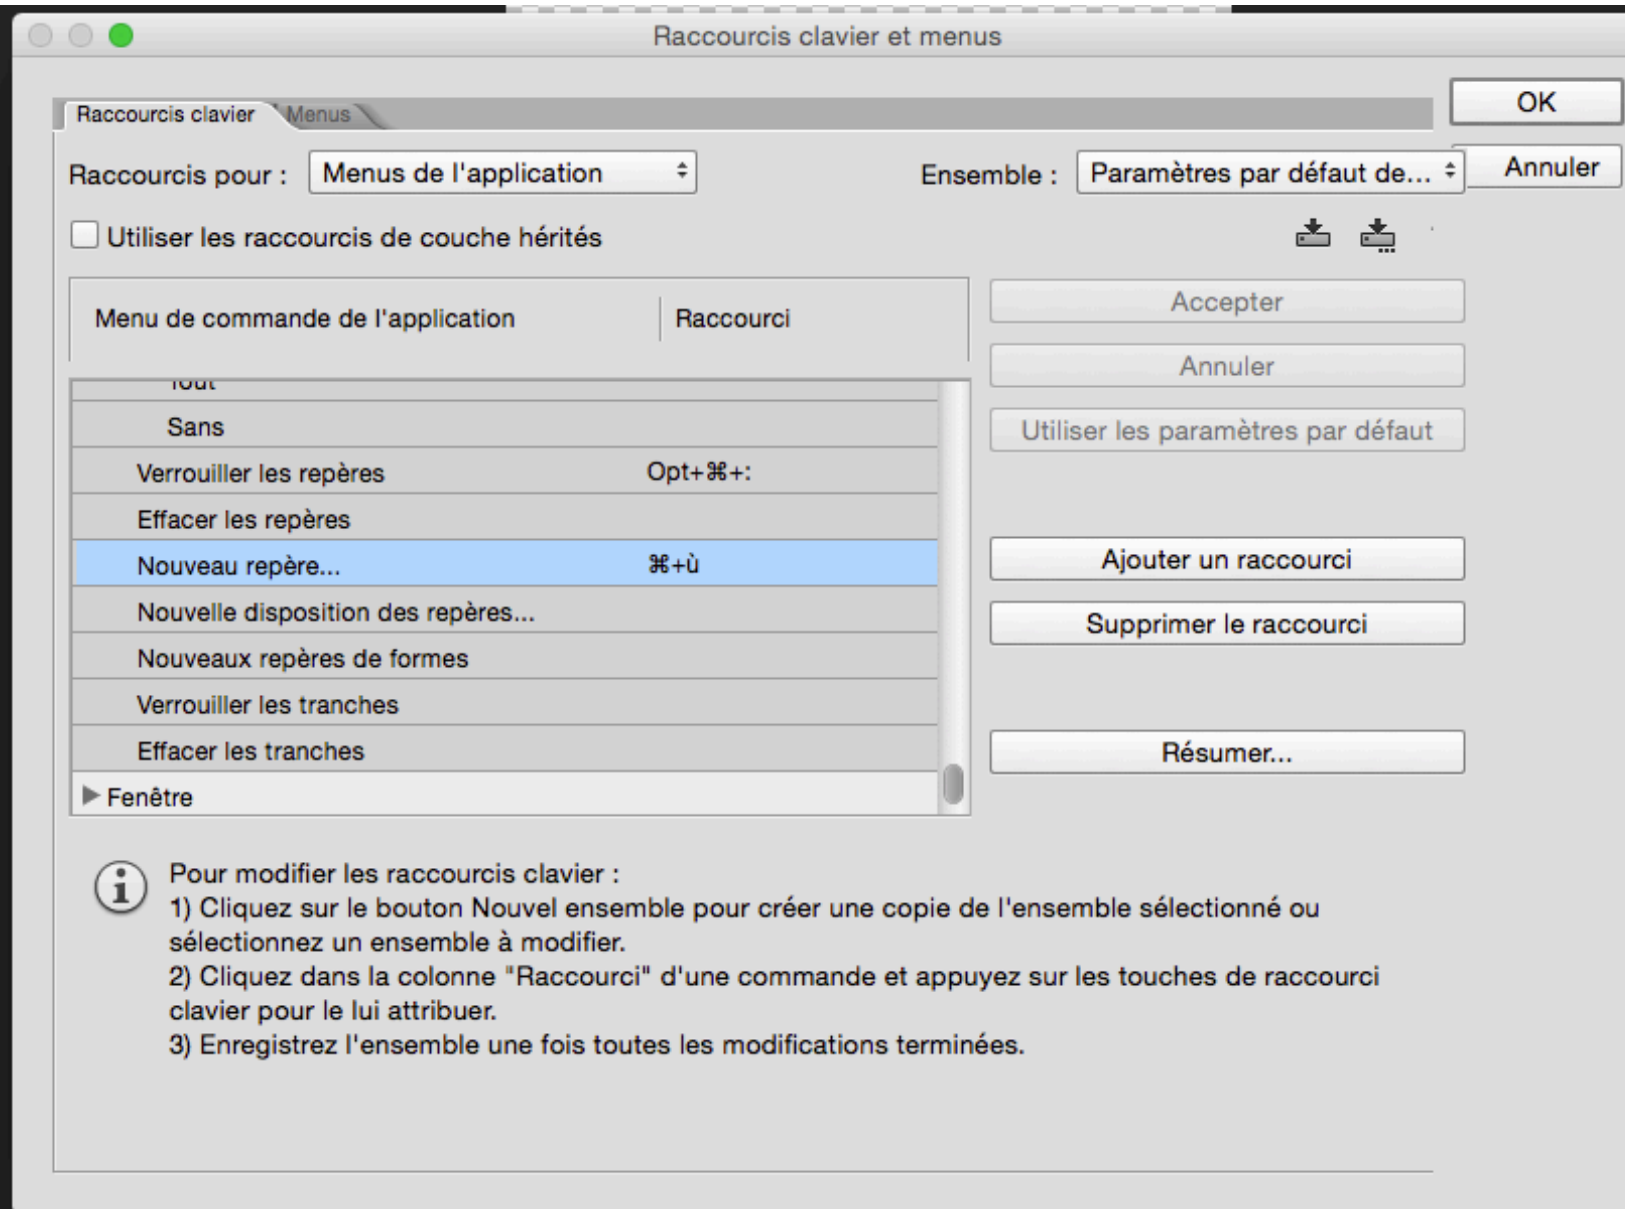 Raccourcis clavier et menus
Raccourcis clavier Menus
OK
Raccourcis pour : Menus de l'application Ensemble : Paramètres par défaut de... Annuler
Utiliser les raccourcis de couche hérités
Menu de commande de l'application Raccourci
Accepter
Annuler
Utiliser les paramètres par défaut
Tout
Sans
Verrouiller les repères Opt+⌘+:
Effacer les repères
Nouveau repère... ⌘+ù
Nouvelle disposition des repères...
Nouveaux repères de formes
Verrouiller les tranches
Effacer les tranches
Fenêtre
Ajouter un raccourci
Supprimer le raccourci
Résumer...
Pour modifier les raccourcis clavier :
1) Cliquez sur le bouton Nouvel ensemble pour créer une copie de l'ensemble sélectionné ou
sélectionnez un ensemble à modifier.
2) Cliquez dans la colonne "Raccourci" d'une commande et appuyez sur les touches de raccourci
clavier pour le lui attribuer.
3) Enregistrez l'ensemble une fois toutes les modifications terminées.